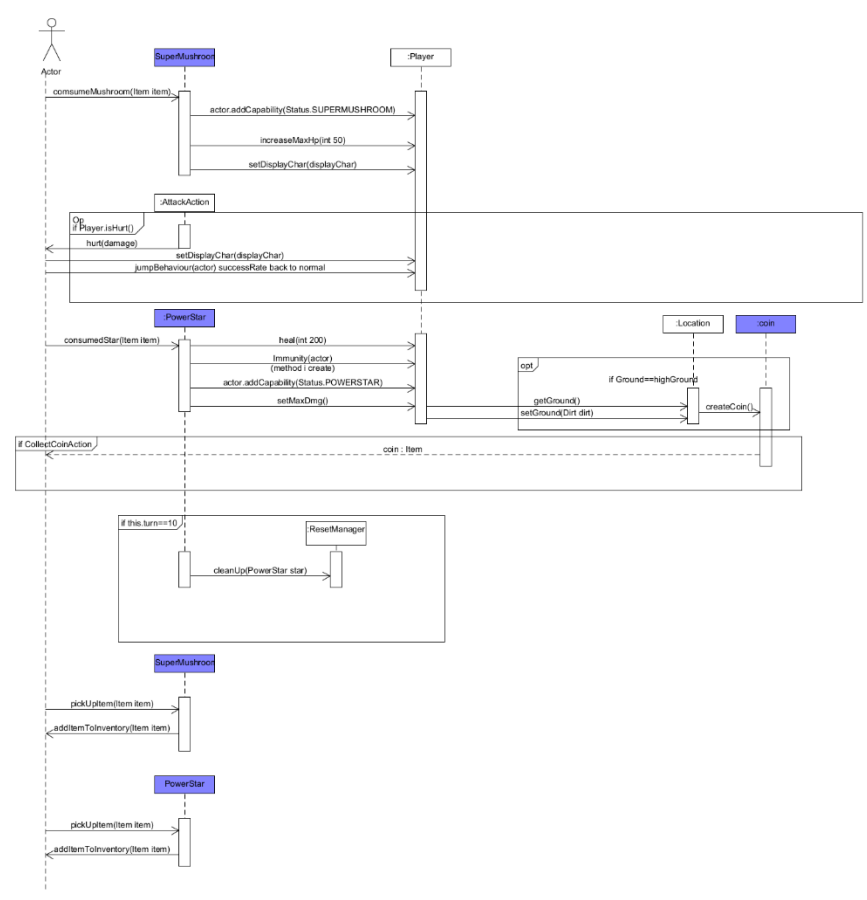 SuperMushroon
:Player
Actor
comsumeMushroom(Item item)
actor.addCapability(Status.SUPERMUSHROOM)
increaseMaxHp(int 50)
setDisplayChar(displayChar)
:AttackAction
Op
if Player.isHurt()
hurt(damage)
setDisplayChar(displayChar)
jumpBehaviour(actor) successRate back to normal
:PowerStar
:Location
:coin
consumedStar(Item item)
heal(int 200)
Immunity(actor)
(method i create)
opt
if Ground==highGround
actor.addCapability(Status.POWERSTAR)
setMaxDmg()
getGround()
createCoin()
setGround(Dirt dirt)
if CollectCoinAction
coin : Item
if this.turn==10
:ResetManager
cleanUp(PowerStar star)
SuperMushroon
pickUpItem(Item item)
addItemToInventory(Item item)
PowerStar
pickUpItem(Item item)
addItemToInventory(Item item)